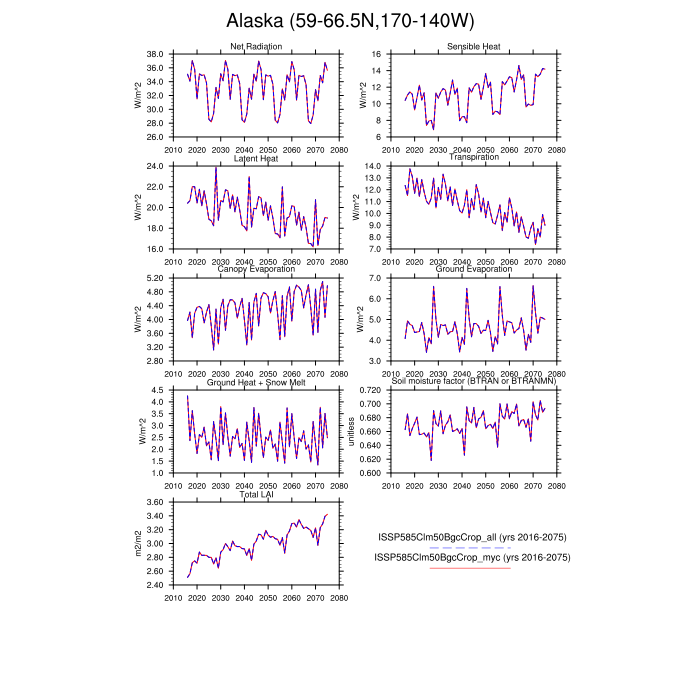 Alaska (59-66.5N,170-140W)
Net Radiation
W/m^2
38.0
36.0
34.0
32.0
30.0
28.0
26.0
2010 2020 2030 2040 2050 2060 2070 2080
Sensible Heat
W/m^2
16
14
12
10
8
6
2010 2020 2030 2040 2050 2060 2070 2080
Latent Heat
W/m^2
24.0
22.0
20.0
18.0
16.0
2010 2020 2030 2040 2050 2060 2070 2080
Transpiration
W/m^2
14.0
13.0
12.0
11.0
10.0
9.0
8.0
7.0
2010 2020 2030 2040 2050 2060 2070 2080
Canopy Evaporation
W/m^2
5.20
4.80
4.40
4.00
3.60
3.20
2.80
2010 2020 2030 2040 2050 2060 2070 2080
Ground Evaporation
W/m^2
7.0
6.0
5.0
4.0
3.0
2010 2020 2030 2040 2050 2060 2070 2080
Ground Heat + Snow Melt
W/m^2
4.5
4.0
3.5
3.0
2.5
2.0
1.5
1.0
2010 2020 2030 2040 2050 2060 2070 2080
Soil moisture factor (BTRAN or BTRANMN)
unitless
0.720
0.700
0.680
0.660
0.640
0.620
0.600
2010 2020 2030 2040 2050 2060 2070 2080
Total LAI
m2/m2
3.60
3.40
3.20
3.00
2.80
2.60
2.40
2010 2020 2030 2040 2050 2060 2070 2080
ISSP585Clm50BgcCrop_all (yrs 2016-2075)
ISSP585Clm50BgcCrop_myc (yrs 2016-2075)